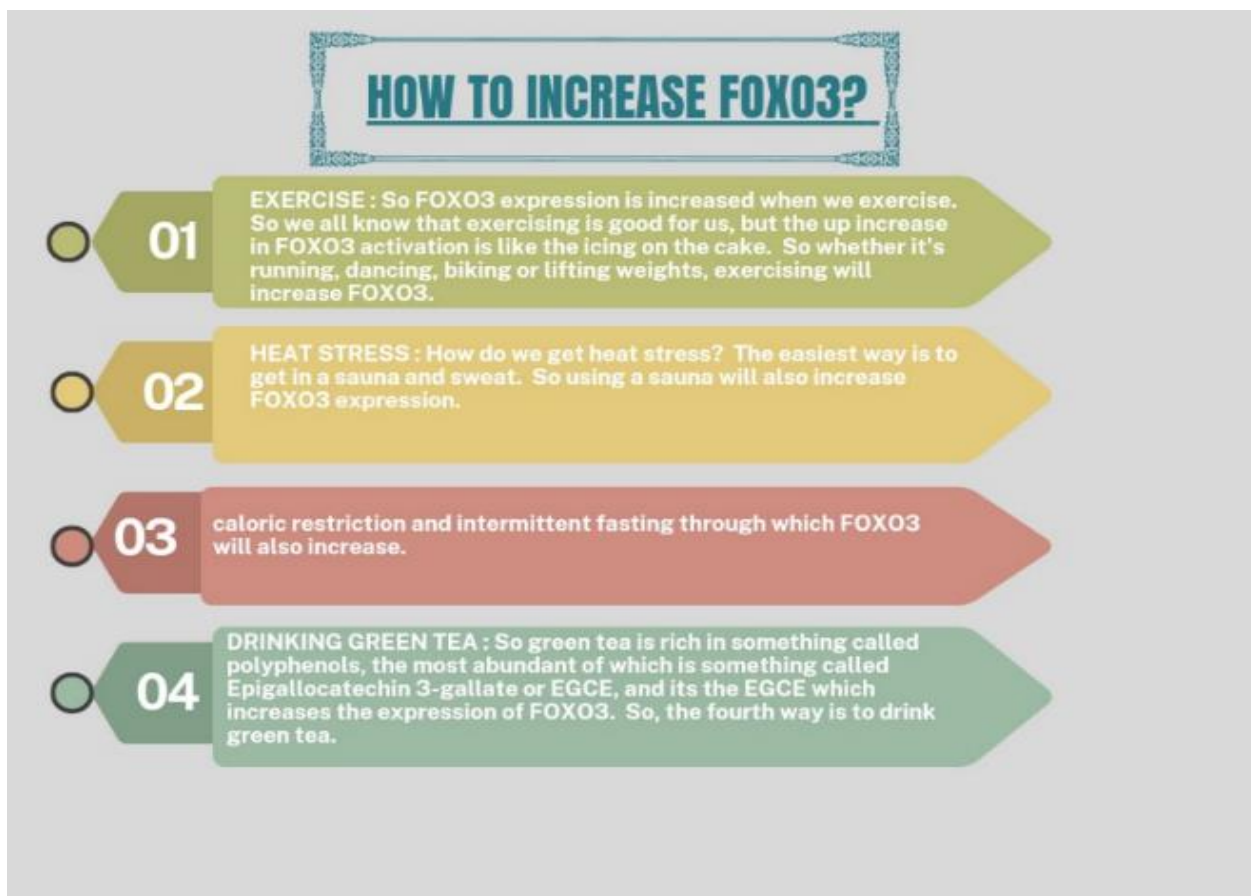 HOW TO INCREASE FOXO3?
01
EXERCISE : So FOXO3 expression is increased when we exercise.
So we all know that exercising is good for us, but the up increase
in FOXO3 activation is like the icing on the cake. So whether it's
running, dancing, biking or lifting weights, exercising will
increase FOXO3.
02
HEAT STRESS : How do we get heat stress? The easiest way is to
get in a sauna and sweat. So using a sauna will also increase
FOXO3 expression.
03
caloric restriction and intermittent fasting through which FOXO3
will also increase.
04
DRINKING GREEN TEA : So green tea is rich in something called
polyphenols, the most abundant of which is something called
Epigallocatechin 3-gallate or EGCE, and its the EGCE which
increases the expression of FOXO3. So, the fourth way is to drink
green tea.